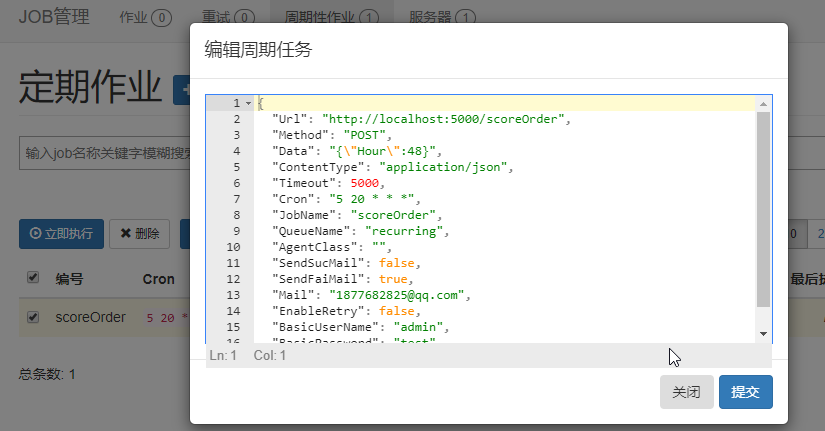 JOB管理 作业 0 重试 0 周期性作业 1 服务器 1
编辑周期任务
定期作业
输入job名称关键字模糊搜索
1 {
2 "Url": "http://localhost:5000/scoreOrder",
3 "Method": "POST",
4 "Data": "{\"Hour\":48}",
5 "ContentType": "application/json",
6 "Timeout": 5000,
7 "Cron": "5 20 * * *",
8 "JobName": "scoreOrder",
9 "QueueName": "recurring",
10 "AgentClass": "",
11 "SendSucMail": false,
12 "SendFaiMail": true,
13 "Mail": "1877682825@qq.com",
14 "EnableRetry": false,
15 "BasicUserName": "admin",
16 "BasicPassword": "test"
Ln: 1 Col: 1
立即执行 删除
编号 Cron
scoreOrder 5 20 *
总条数: 1
关闭 提交